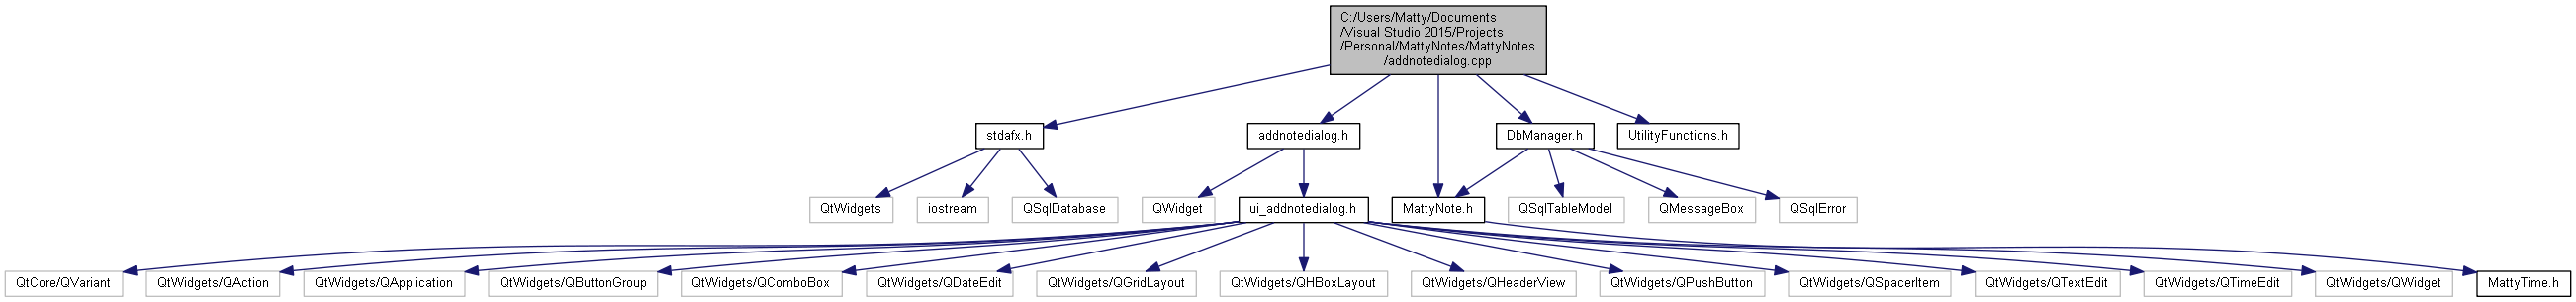 C:/Users/Matty/Documents
/Visual Studio 2015/Projects
/Personal/MattyNotes/MattyNotes
/addnotedialog.cpp
stdafx.h
addnotedialog.h
DbManager.h
UtilityFunctions.h
QtWidgets
iostream
QSqlDatabase
QWidget
ui_addnotedialog.h
MattyNote.h
QSqlTableModel
QMessageBox
QSqlError
QtCore/QVariant
QtWidgets/QAction
QtWidgets/QApplication
QtWidgets/QButtonGroup
QtWidgets/QComboBox
QtWidgets/QDateEdit
QtWidgets/QGridLayout
QtWidgets/QHBoxLayout
QtWidgets/QHeaderView
QtWidgets/QPushButton
QtWidgets/QSpacerItem
QtWidgets/QTextEdit
QtWidgets/QTimeEdit
QtWidgets/QWidget
MattyTime.h